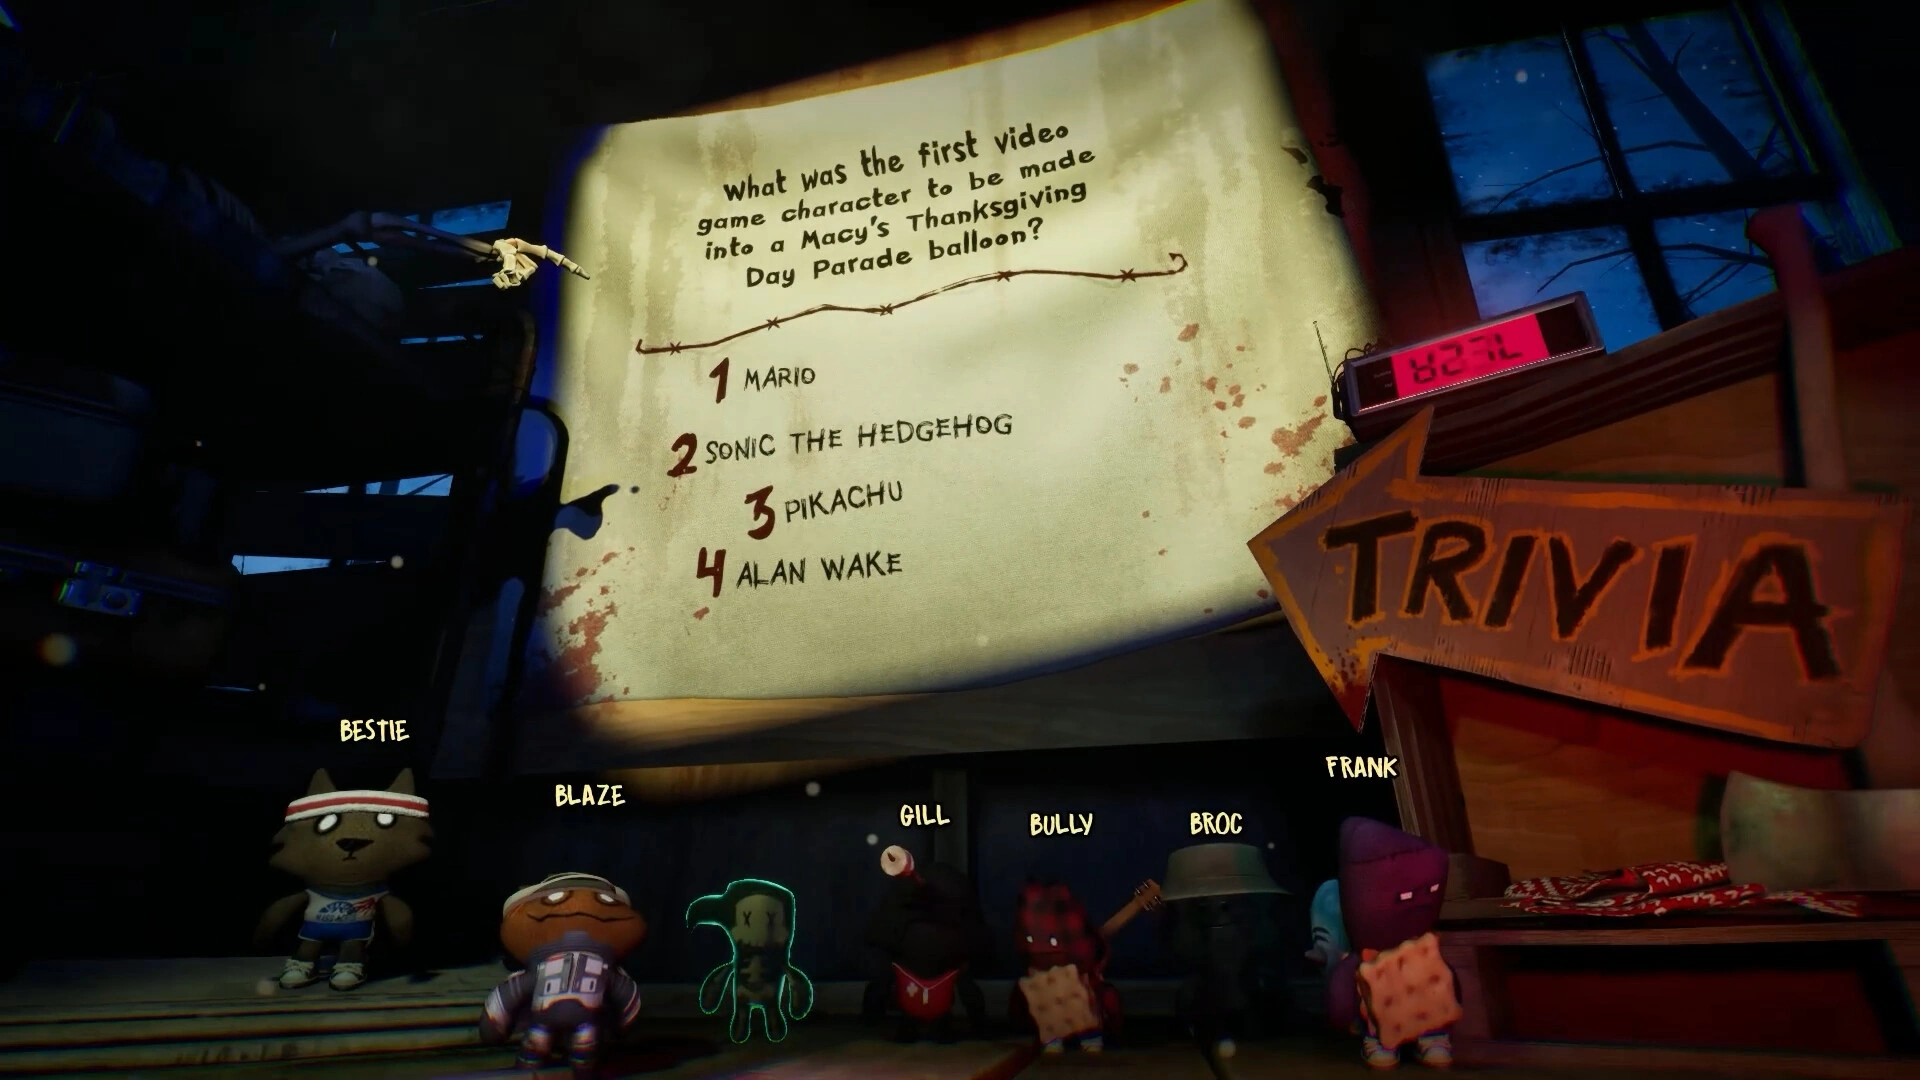 What was the first video
game character to be made
into a Macy's Thanksgiving
Day Parade balloon?
1 MARIO
2 SONIC THE HEDGEHOG
3 PIKACHU
4 ALAN WAKE
TRIVIA
BESTIE
BLAZE
GILL
BULLY
BROC
FRANK